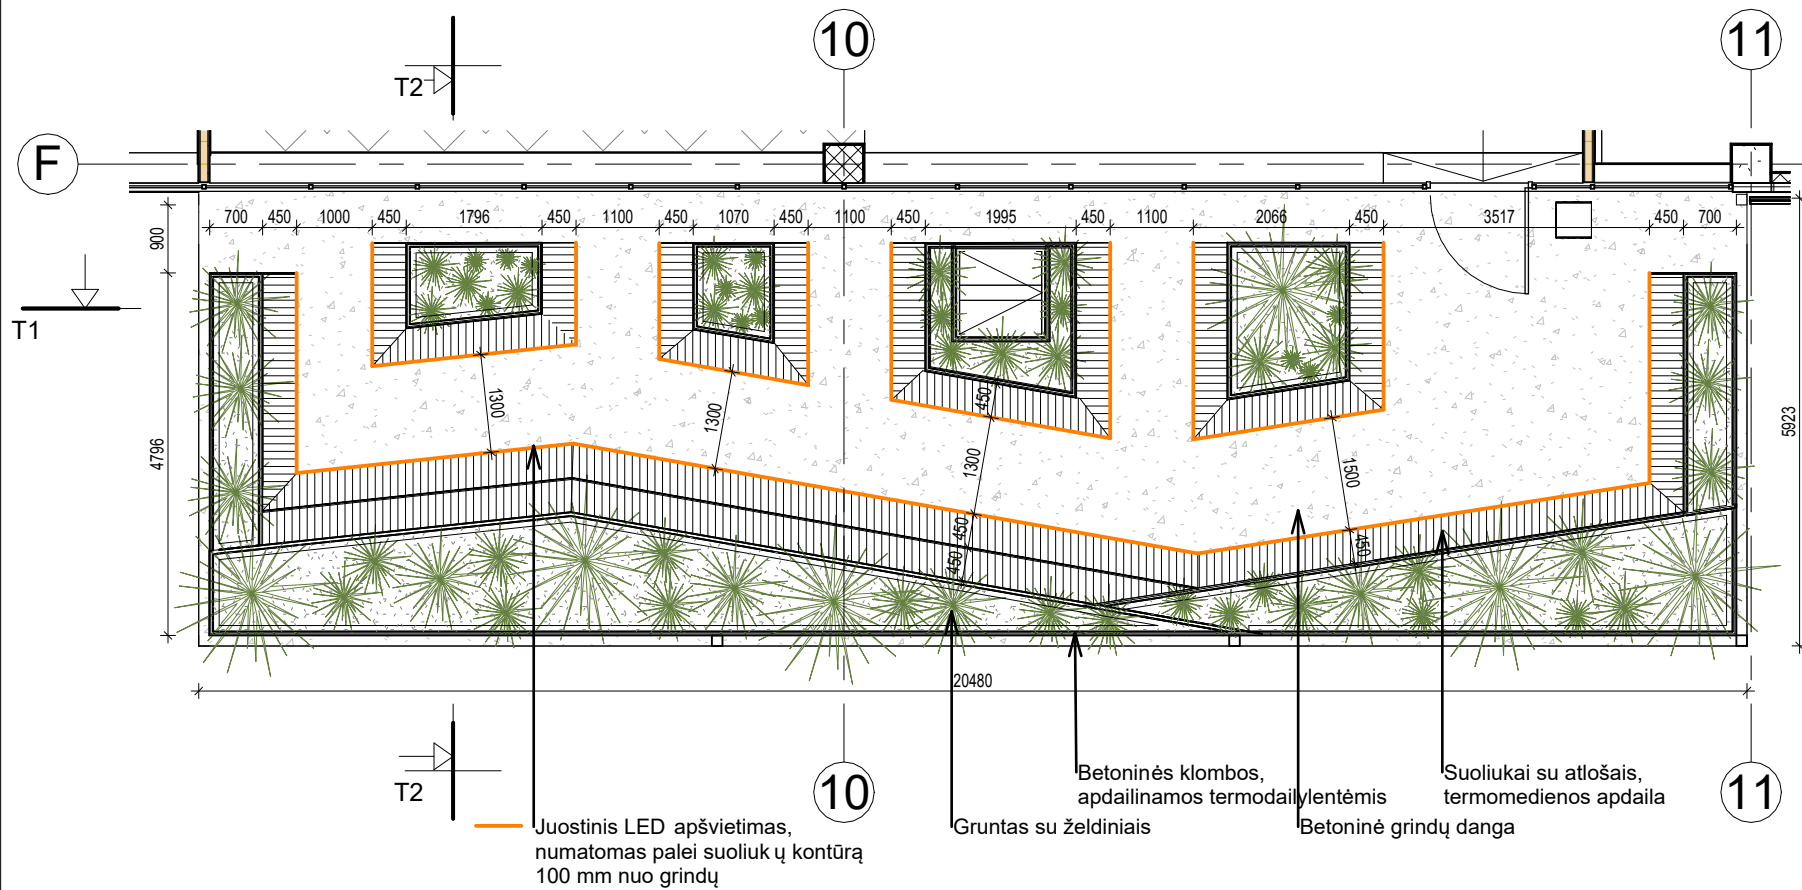 10
11
T2
F
700 450 1000 450 1796 450 1100 450 1070 450 1100 450 1995 450 1100 2066 450 3517 450 700
900
T1
1300
1300
450
1300
1500
4796
5923
450
450
450
20480
T2
10
11
Betoninės klombos,
apdailinamos termodailylentėmis
Suoliukai su atlošais,
termomedienos apdaila
Juostinis LED apšvietimas,
numatomas palei suoliuk ų kontūrą
100 mm nuo grindų
Gruntas su želdiniais
Betoninė grindų danga